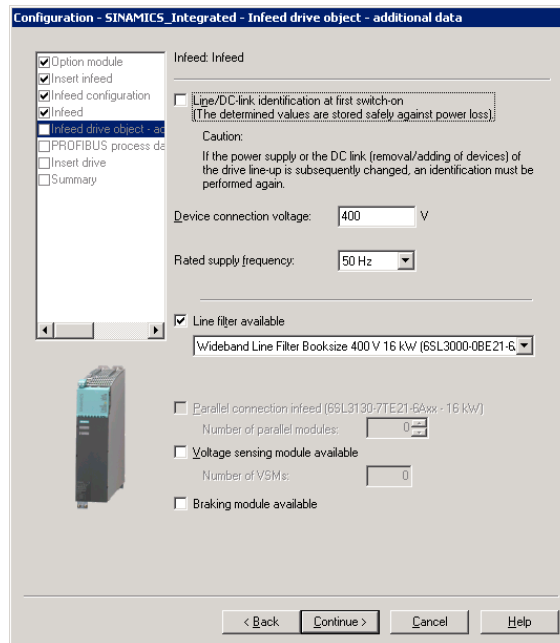 Configuration - SINAMICS_Integrated - Infeed drive object - additional data
Option module
Insert infeed
Infeed configuration
Infeed
Infeed drive object - ad
PROFIBUS process da
Insert drive
Summary
Infeed: Infeed
Line/DC-link identification at first switch-on
(The determined values are stored safely against power loss)
Caution:
If the power supply or the DC link (removal/adding of devices) of
the drive line-up is subsequently changed, an identification must be
performed again.
Device connection voltage: 400 V
Rated supply frequency: 50 Hz
Line filter available
Wideband Line Filter Booksize 400 V 16 kW (6SL3000-0BE21-6
Parallel connection infeed (6SL3130-7TE21-6Axx - 16 kW)
Number of parallel modules: 0
Voltage sensing module available
Number of VSMs: 0
Braking module available
< Back Continue > Cancel Help